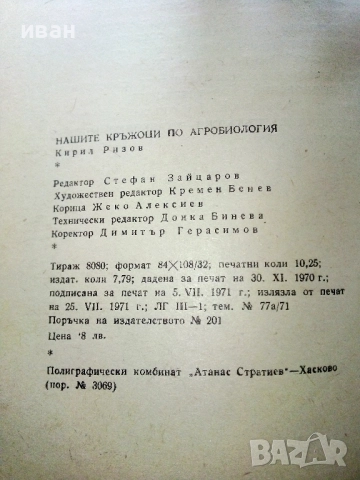 иван
НАШИТЕ КРЪЖОЦИ ПО АГРОБИОЛОГИЯ
Кирил Ризов
*
Редактор Стефан Зайцаров
Художествен редактор Кремен Бенев
Корица Жеко Алексиев
Технически редактор Донка Бинева
Коректор Димитър Герасимов
*
Тираж 8080; формат 84×108/32; печатни коли 10,25;
издат. коли 7,79; дадена за печат на 30. XI. 1970 г.;
подписана за печат на 5. VII. 1971 г.; излязла от печат
на 25. VII. 1971 г.; ЛГ III—1; тем. № 77а/71
Поръчка на издателството № 201
Цена 8 лв.
*
Полиграфически комбинат „Атанас Стратиев"—Хасково
(пор. № 3069)
BAZAR